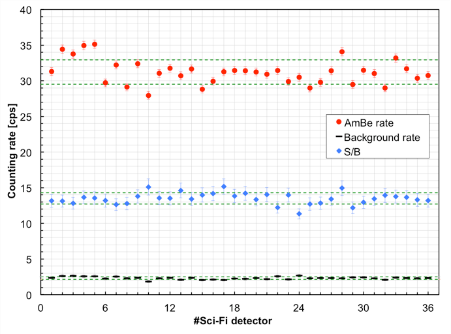 40
35
30
25
20
15
10
5
0
Counting rate [cps]
AmBe rate
Background rate
S/B
0 6 12 18 24 30 36
#Sci-Fi detector